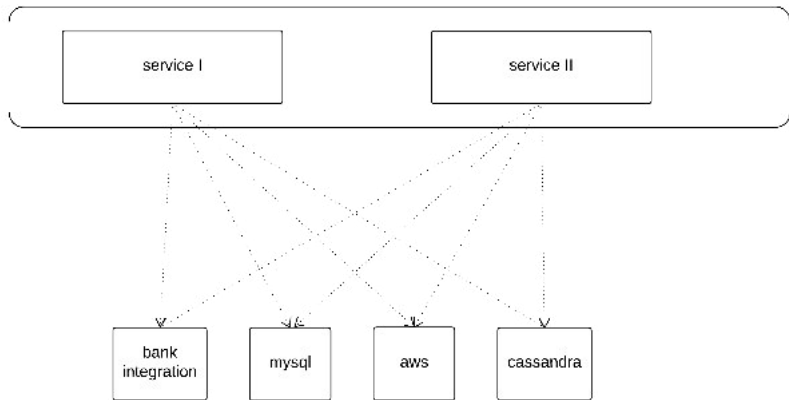 service I
service II
bank
integration
mysql
aws
cassandra